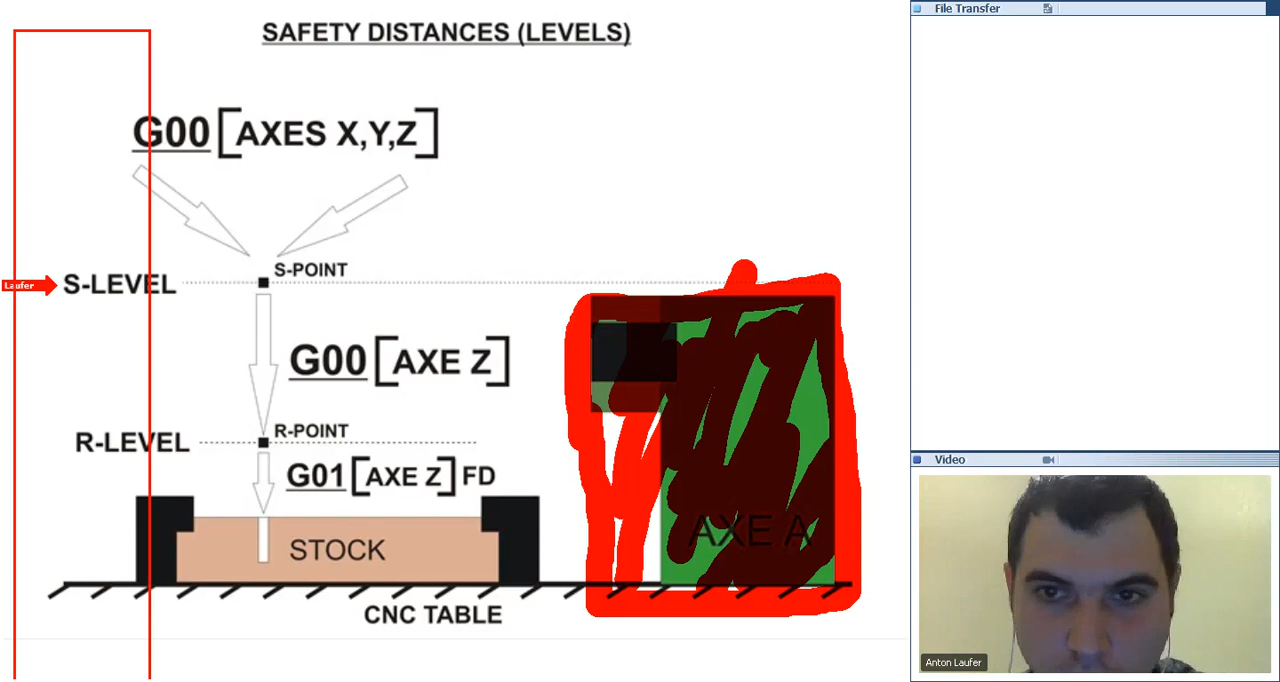 SAFETY DISTANCES (LEVELS)
File Transfer
G00[AXES X,Y,Z]
S-POINT
Laufer
S-LEVEL
G00[AXE Z]
R-POINT
R-LEVEL
G01[AXE Z]FD
Video
AXE A
STOCK
CNC TABLE
Anton Laufer